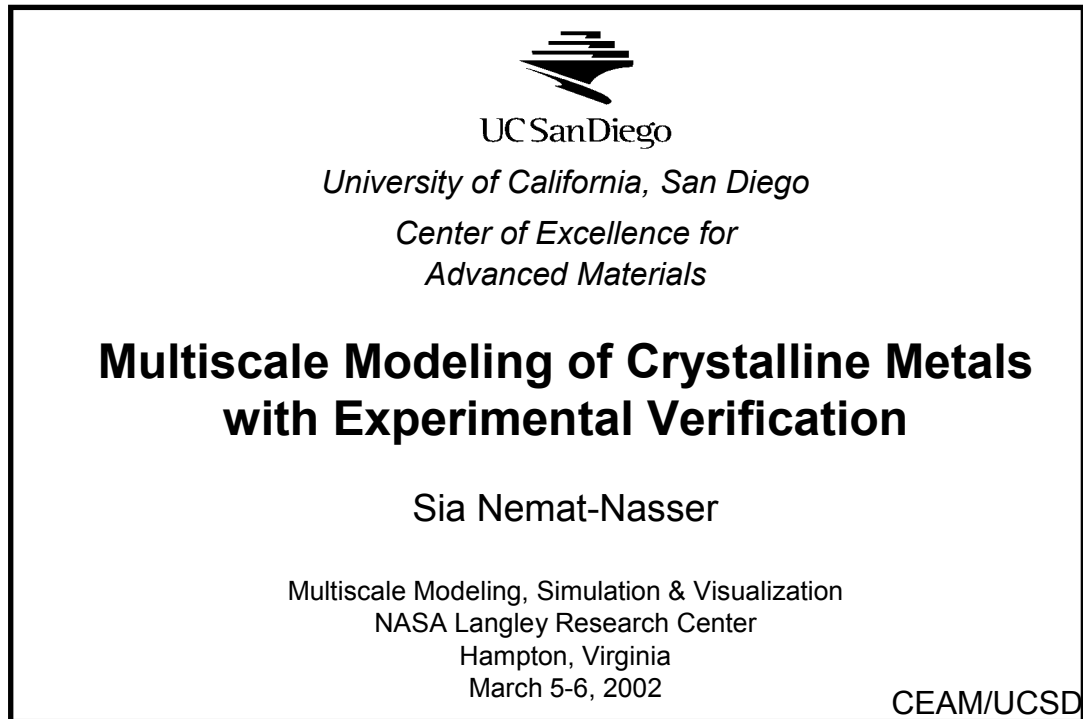 UC San Diego
University of California, San Diego
Center of Excellence for
Advanced Materials
Multiscale Modeling of Crystalline Metals
with Experimental Verification
Sia Nemat-Nasser
Multiscale Modeling, Simulation & Visualization
NASA Langley Research Center
Hampton, Virginia
March 5-6, 2002
CEAM/UCSD